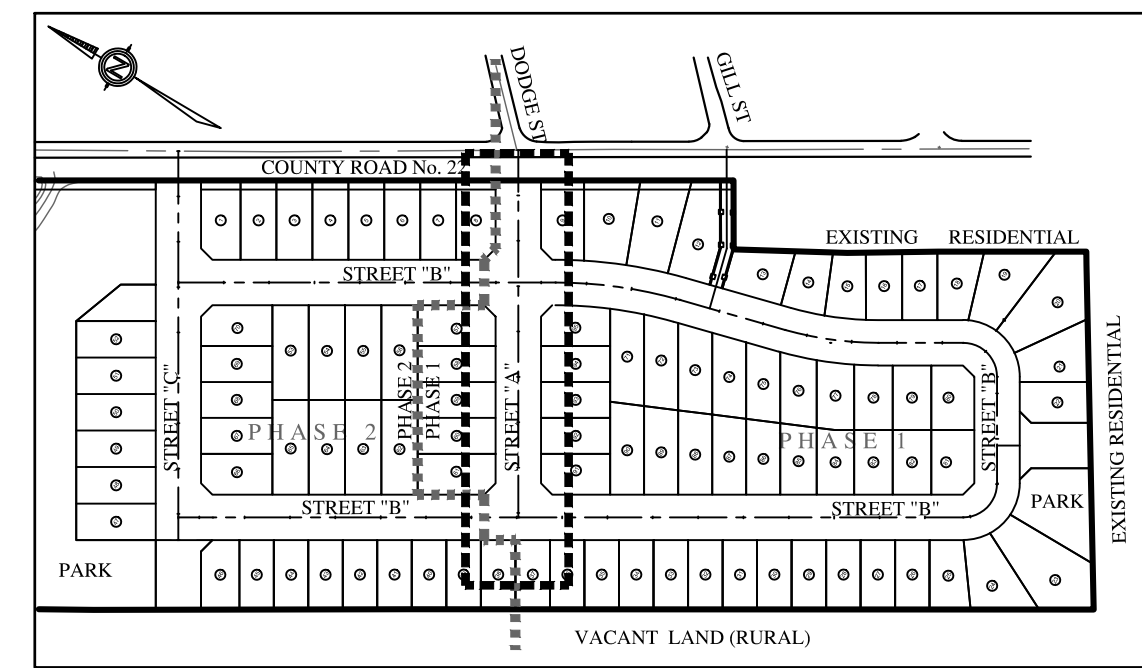 N
DODGE ST
GILL ST
COUNTY ROAD No. 22
EXISTING RESIDENTIAL
STREET "B"
EXISTING RESIDENTIAL
STREET "C"
PHASE 2
PHASE 2
PHASE 1
STREET "A"
PHASE 1
STREET "B"
STREET "B"
STREET "B"
PARK
PARK
VACANT LAND (RURAL)